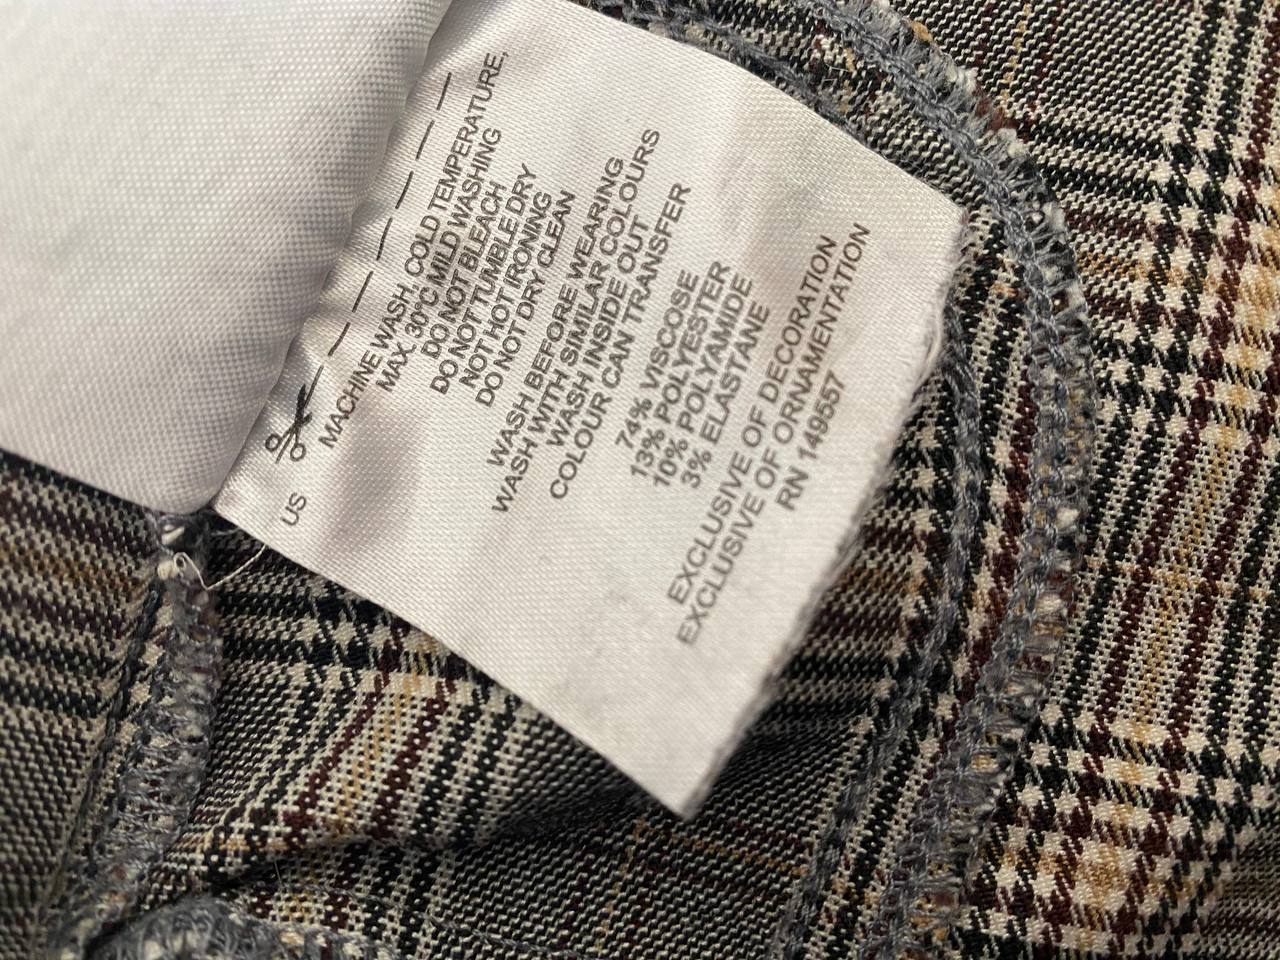 US
MACHINE WASH, COLD TEMPERATURE,
MAX. 30°C MILD WASHING
DO NOT BLEACH
DO NOT TUMBLE DRY
NOT HOT IRONING
DO NOT DRY CLEAN
WASH BEFORE WEARING
WASH WITH SIMILAR COLOURS
WASH INSIDE OUT
COLOUR CAN TRANSFER
74% VISCOSE
13% POLYESTER
10% POLYAMIDE
3% ELASTANE
EXCLUSIVE OF DECORATION
EXCLUSIVE OF ORNAMENTATION
RN 149557